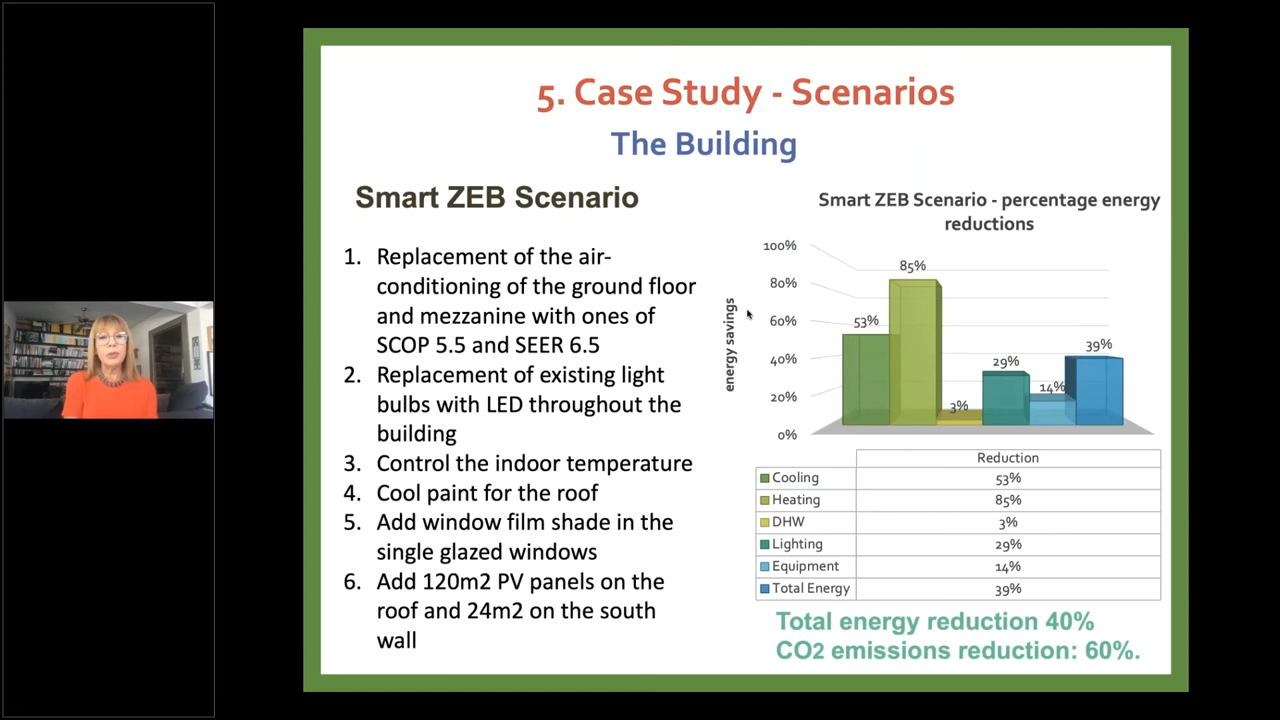 5. Case Study - Scenarios
The Building
Smart ZEB Scenario
1. Replacement of the air-
conditioning of the ground floor
and mezzanine with ones of
SCOP 5.5 and SEER 6.5
2. Replacement of existing light
bulbs with LED throughout the
building
3. Control the indoor temperature
4. Cool paint for the roof
5. Add window film shade in the
single glazed windows
6. Add 120m2 PV panels on the
roof and 24m2 on the south
wall
Smart ZEB Scenario - percentage energy
reductions
energy savings
100%
80%
60%
40%
20%
0%
53%
85%
3%
29%
14%
39%
Reduction
Cooling 53%
Heating 85%
DHW 3%
Lighting 29%
Equipment 14%
Total Energy 39%
Total energy reduction 40%
CO2 emissions reduction: 60%.